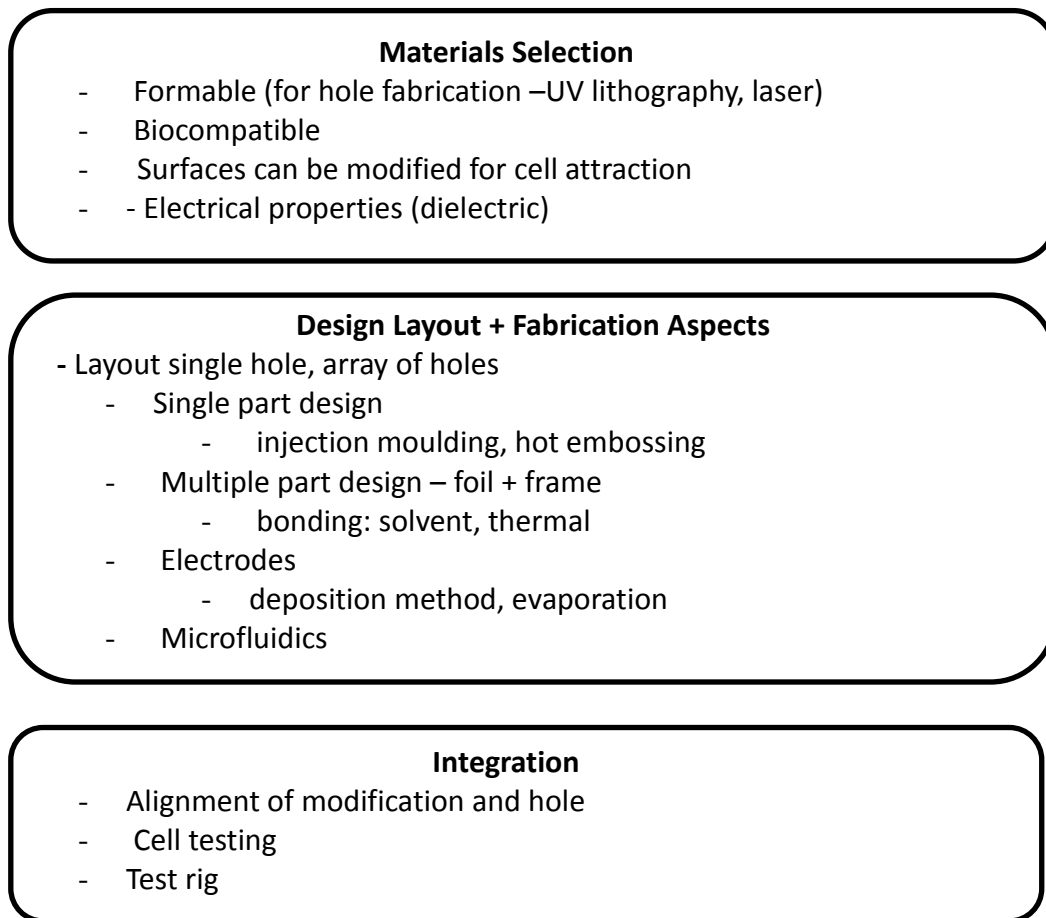 Materials Selection
- Formable (for hole fabrication –UV lithography, laser)
- Biocompatible
- Surfaces can be modified for cell attraction
- - Electrical properties (dielectric)
Design Layout + Fabrication Aspects
- Layout single hole, array of holes
- Single part design
- injection moulding, hot embossing
- Multiple part design – foil + frame
- bonding: solvent, thermal
- Electrodes
- deposition method, evaporation
- Microfluidics
Integration
- Alignment of modification and hole
- Cell testing
- Test rig